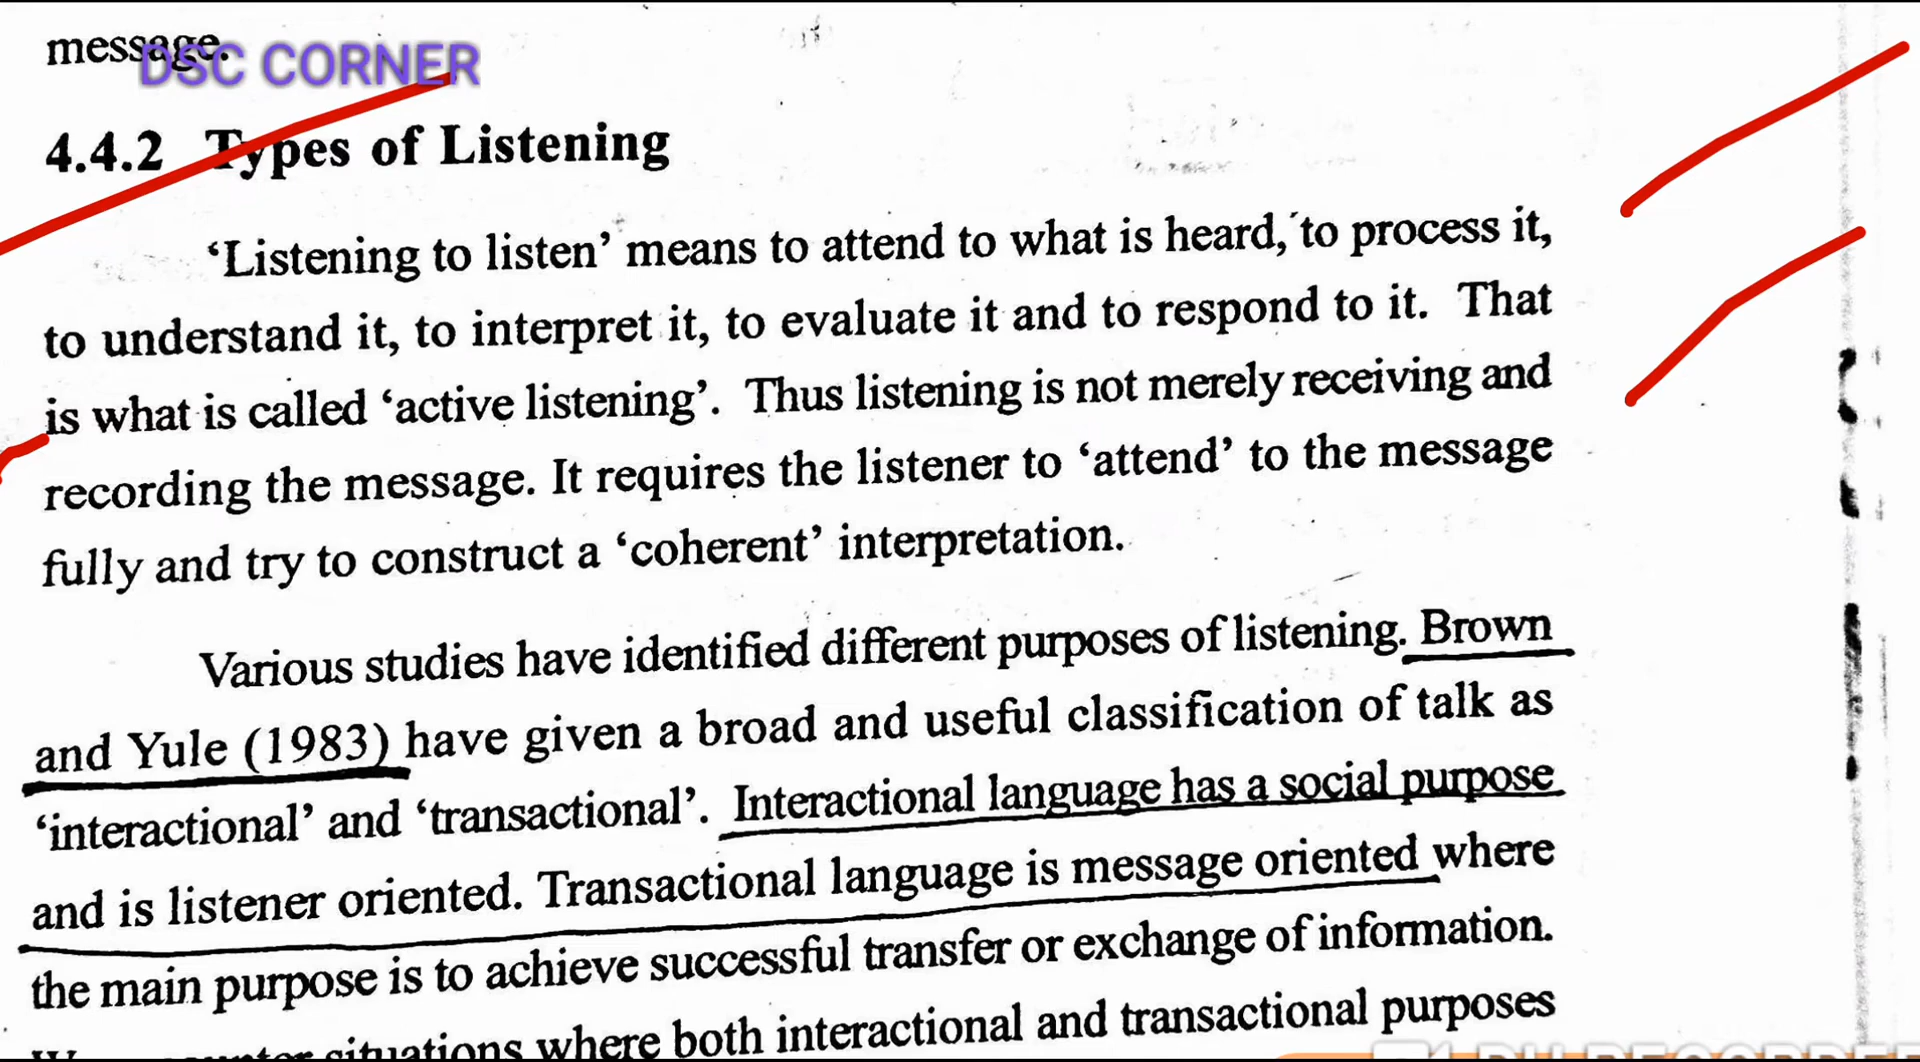 message.
DSC CORNER
4.4.2 Types of Listening
‘Listening to listen’ means to attend to what is heard, to process it,
to understand it, to interpret it, to evaluate it and to respond to it. That
is what is called ‘active listening’. Thus listening is not merely receiving and
recording the message. It requires the listener to ‘attend’ to the message
fully and try to construct a ‘coherent’ interpretation.
Various studies have identified different purposes of listening. Brown
and Yule (1983) have given a broad and useful classification of talk as
‘interactional’ and ‘transactional’. Interactional language has a social purpose
and is listener oriented. Transactional language is message oriented where
the main purpose is to achieve successful transfer or exchange of information.
situations where both interactional and transactional purposes